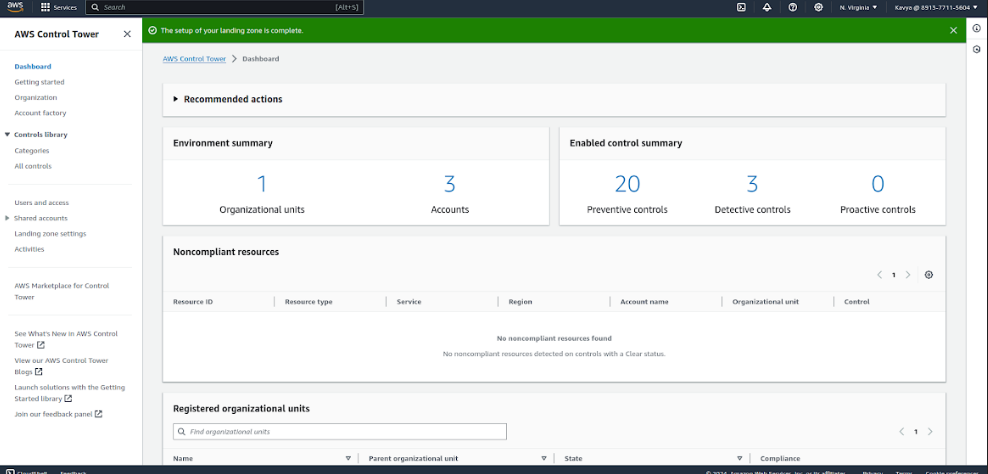 aws
Services
Search
[Alt+S]
N. Virginia
Kavya @ 8913-7711-5604
AWS Control Tower
The setup of your landing zone is complete.
AWS Control Tower
Dashboard
Dashboard
Getting started
Organization
Account factory
Controls library
Categories
All controls
Users and access
Shared accounts
Landing zone settings
Activities
AWS Marketplace for Control
Tower
See What's New in AWS Control
Tower
View our AWS Control Tower
Blogs
Launch solutions with the Getting
Started library
Join our feedback panel
Recommended actions
Environment summary
1
Organizational units
3
Accounts
Enabled control summary
20
Preventive controls
3
Detective controls
0
Proactive controls
Noncompliant resources
1
Resource ID
Resource type
Service
Region
Account name
Organizational unit
Control
No noncompliant resources found
No noncompliant resources detected on controls with a Clear status.
Registered organizational units
Find organizational units
1
Name
Parent organizational unit
State
Compliance
CloudShell
Feedback
© 2024, Amazon Web Services, Inc. or its affiliates.
Privacy
Terms
Cookie preferences